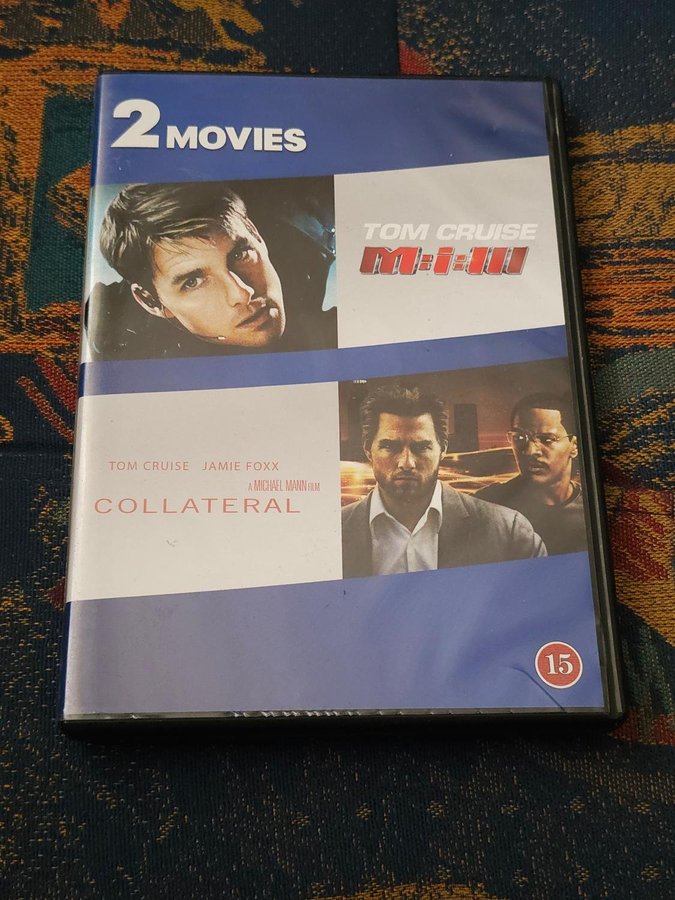 2 MOVIES
TOM CRUISE
M:i:III
TOM CRUISE JAMIE FOXX
A MICHAEL MANN FILM
COLLATERAL
15